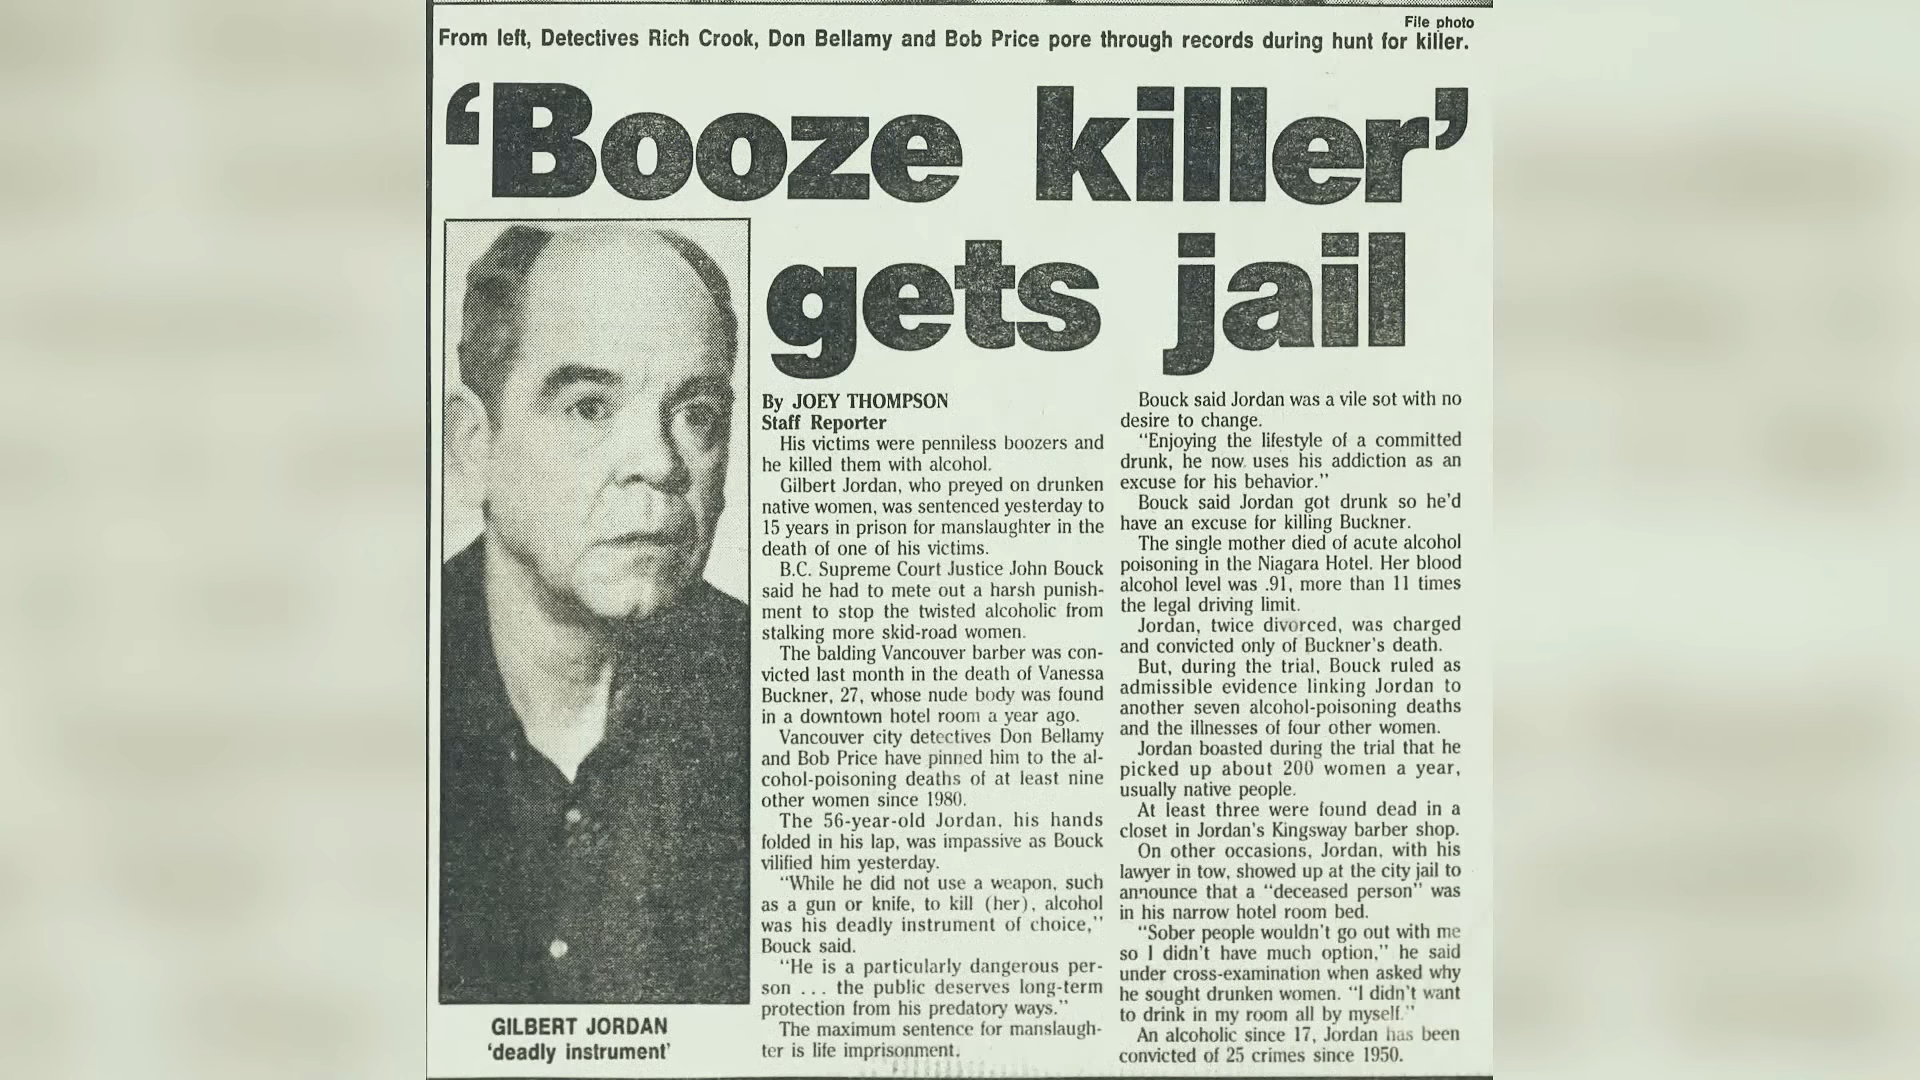 File photo
From left, Detectives Rich Crook, Don Bellamy and Bob Price pore through records during hunt for killer.
‘Booze killer’
gets jail
By JOEY THOMPSON
Staff Reporter
His victims were penniless boozers and
he killed them with alcohol.
Gilbert Jordan, who preyed on drunken
native women, was sentenced yesterday to
15 years in prison for manslaughter in the
death of one of his victims.
B.C. Supreme Court Justice John Bouck
said he had to mete out a harsh punish-
ment to stop the twisted alcoholic from
stalking more skid-road women.
The balding Vancouver barber was con-
victed last month in the death of Vanessa
Buckner, 27, whose nude body was found
in a downtown hotel room a year ago.
Vancouver city detectives Don Bellamy
and Bob Price have pinned him to the al-
cohol-poisoning deaths of at least nine
other women since 1980.
The 56-year-old Jordan, his hands
folded in his lap, was impassive as Bouck
vilified him yesterday.
“While he did not use a weapon, such
as a gun or knife, to kill (her), alcohol
was his deadly instrument of choice,”
Bouck said.
“He is a particularly dangerous per-
son ... the public deserves long-term
protection from his predatory ways.”
The maximum sentence for manslaugh-
ter is life imprisonment.
Bouck said Jordan was a vile sot with no
desire to change.
“Enjoying the lifestyle of a committed
drunk, he now uses his addiction as an
excuse for his behavior.”
Bouck said Jordan got drunk so he’d
have an excuse for killing Buckner.
The single mother died of acute alcohol
poisoning in the Niagara Hotel. Her blood
alcohol level was .91, more than 11 times
the legal driving limit.
Jordan, twice divorced, was charged
and convicted only of Buckner’s death.
But, during the trial, Bouck ruled as
admissible evidence linking Jordan to
another seven alcohol-poisoning deaths
and the illnesses of four other women.
Jordan boasted during the trial that he
picked up about 200 women a year,
usually native people.
At least three were found dead in a
closet in Jordan’s Kingsway barber shop.
On other occasions, Jordan, with his
lawyer in tow, showed up at the city jail to
announce that a “deceased person” was
in his narrow hotel room bed.
“Sober people wouldn’t go out with me
so I didn’t have much option,” he said
under cross-examination when asked why
he sought drunken women. “I didn’t want
to drink in my room all by myself.”
An alcoholic since 17, Jordan has been
convicted of 25 crimes since 1950.
GILBERT JORDAN
‘deadly instrument’